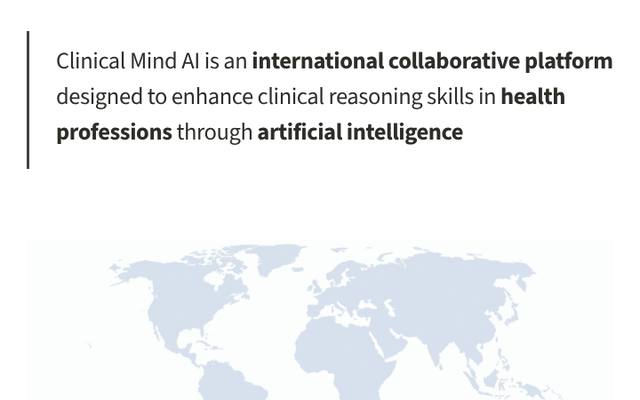 Clinical Mind AI is an international collaborative platform
designed to enhance clinical reasoning skills in health
professions through artificial intelligence